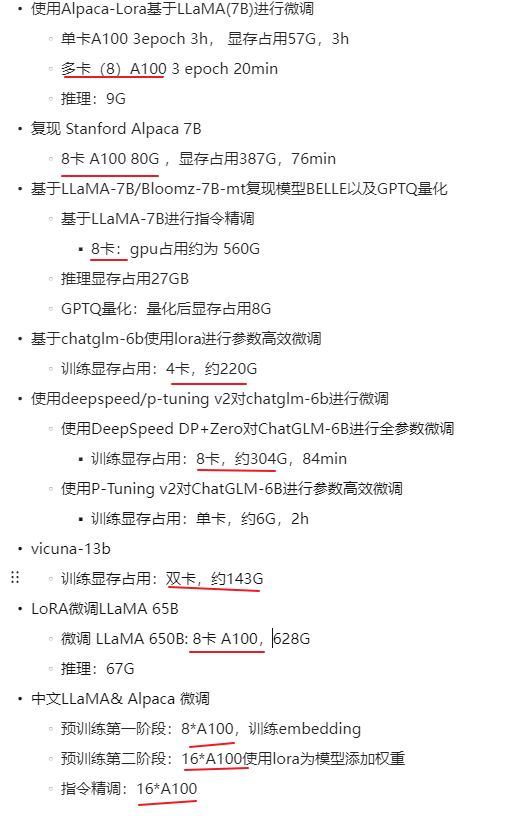 使用Alpaca-Lora基于LLaMA(7B)进行微调
单卡A100 3epoch 3h， 显存占用57G，3h
多卡（8）A100 3 epoch 20min
推理：9G
复现 Stanford Alpaca 7B
8卡 A100 80G ，显存占用387G，76min
基于LLaMA-7B/Bloomz-7B-mt复现模型BELLE以及GPTQ量化
基于LLaMA-7B进行指令精调
8卡：gpu占用约为 560G
推理显存占用27GB
GPTQ量化：量化后显存占用8G
基于chatglm-6b使用lora进行参数高效微调
训练显存占用：4卡，约220G
使用deepspeed/p-tuning v2对chatglm-6b进行微调
使用DeepSpeed DP+Zero对ChatGLM-6B进行全参数微调
训练显存占用：8卡，约304G，84min
使用P-Tuning v2对ChatGLM-6B进行参数高效微调
训练显存占用：单卡，约6G，2h
vicuna-13b
训练显存占用：双卡，约143G
LoRA微调LLaMA 65B
微调 LLaMA 650B: 8卡 A100，628G
推理：67G
中文LLaMA& Alpaca 微调
预训练第一阶段：8*A100，训练embedding
预训练第二阶段：16*A100使用lora为模型添加权重
指令精调：16*A100